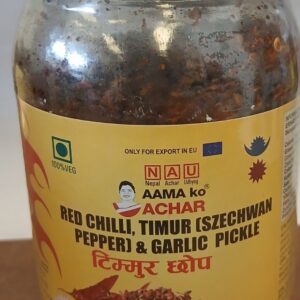 ONLY FOR EXPORT IN EU
100%VEG
NAU
Nepal Achar Udhyog
AAMA KO
ACHAR
RED CHILLI, TIMUR (SZECHWAN
PEPPER) & GARLIC PICKLE
टिम्मुर छोप